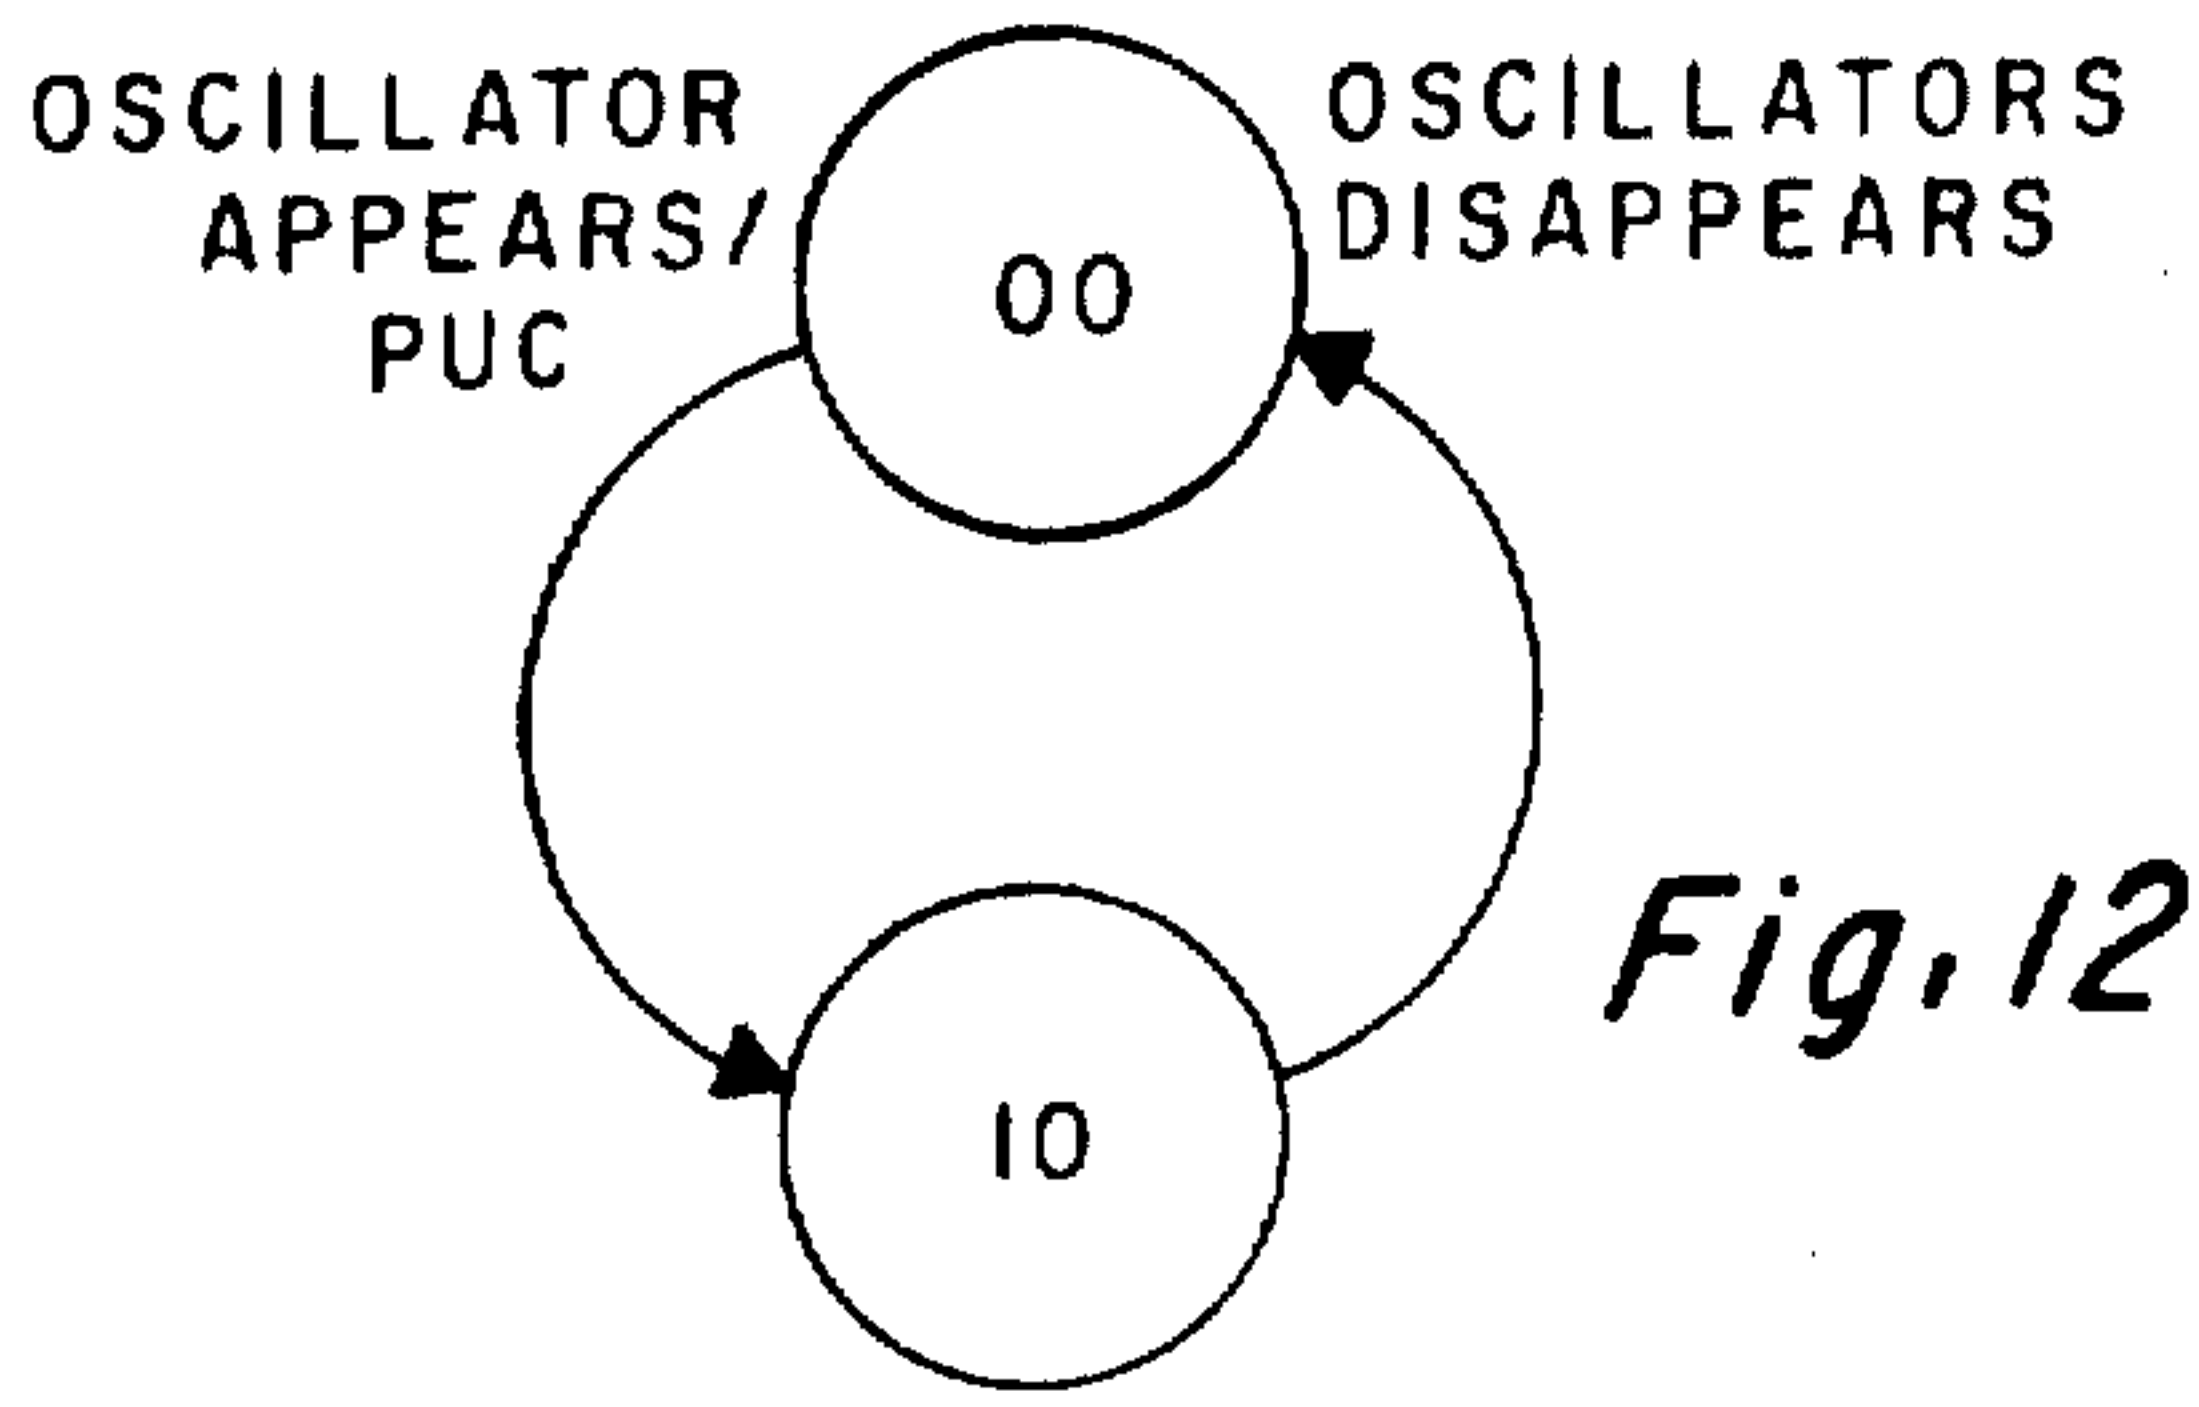 OSCILLATOR
APPEARS/
PUC
OSCILLATORS
DISAPPEARS
00
10
Fig. 12